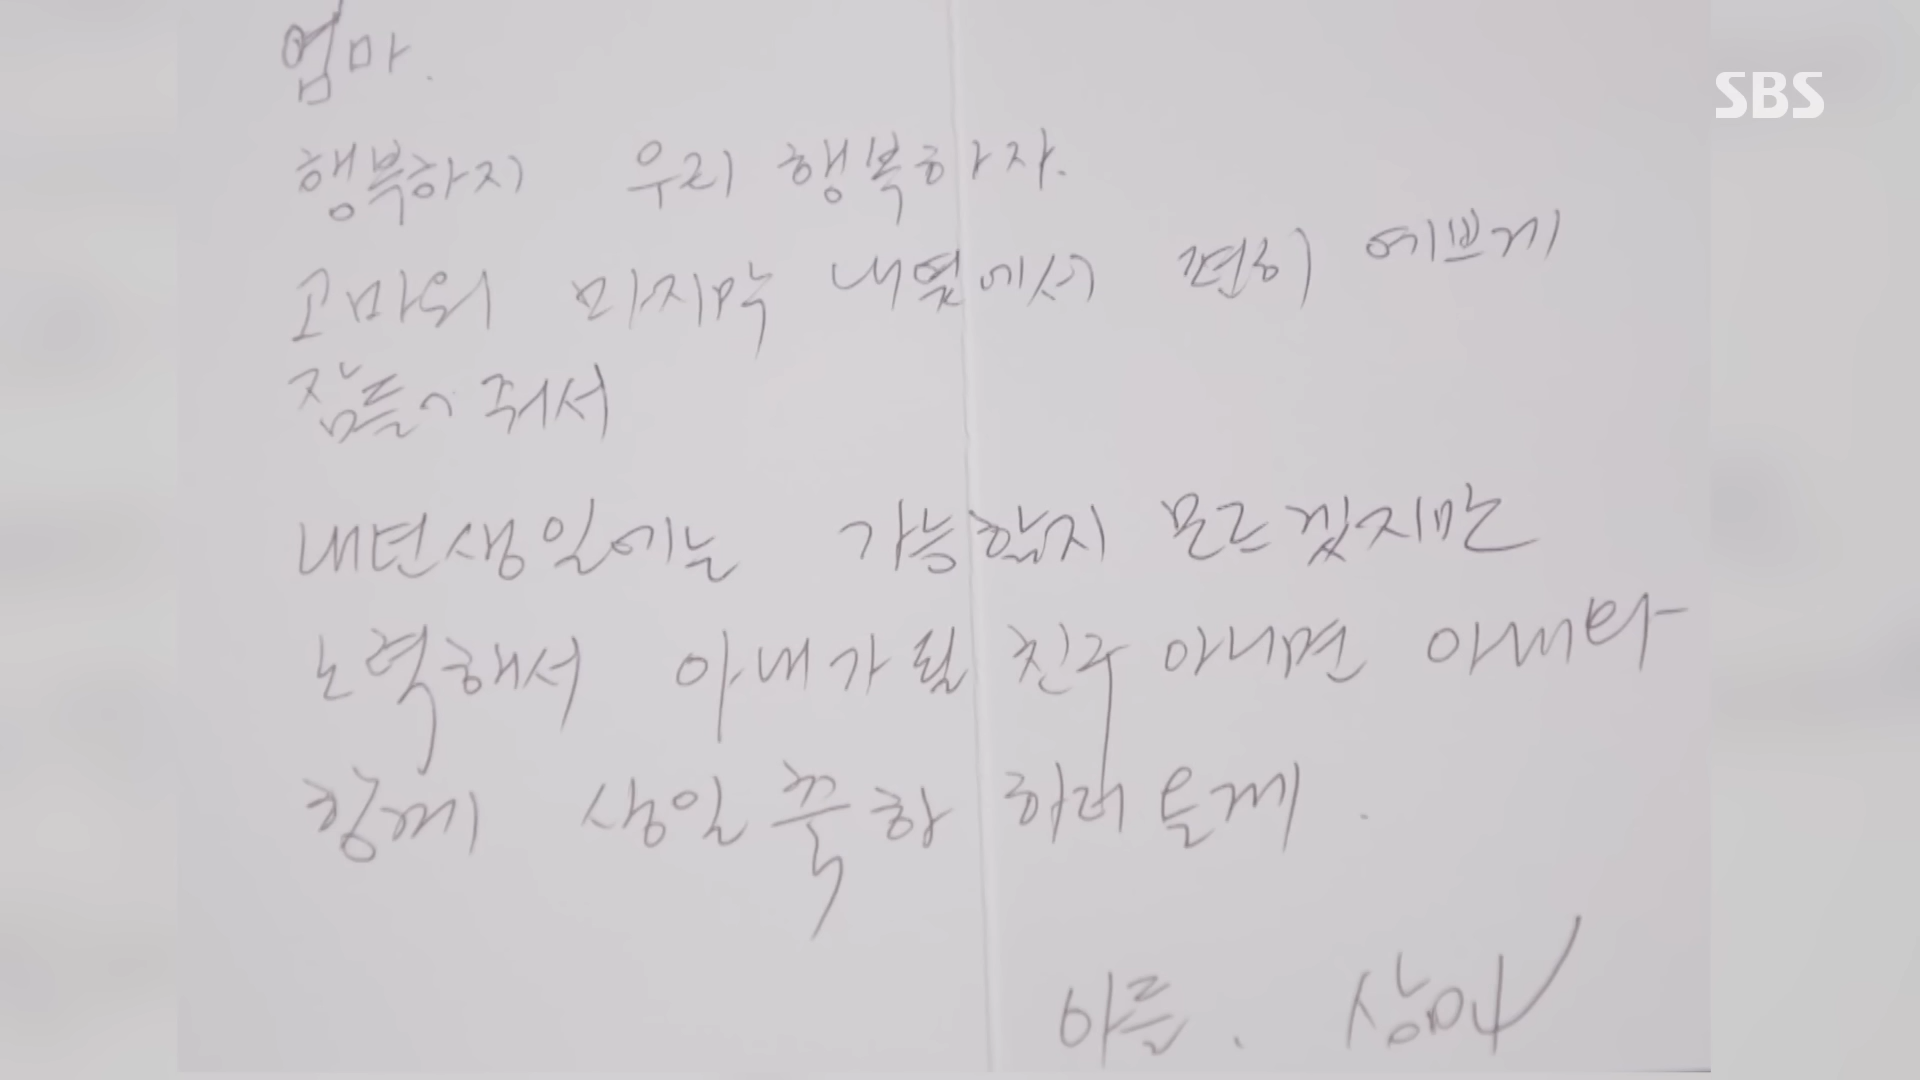 엄마.
SBS
행복하지 우리 행복하자.
고마워 마지막 내 옆에서 편히 예쁘게
잠들어 줘서
내년 생일에는 가능할지 모르겠지만
노력해서 아내가 될 친구 아니면 아내와
함께 생일 축하 하러 올게.
아들.